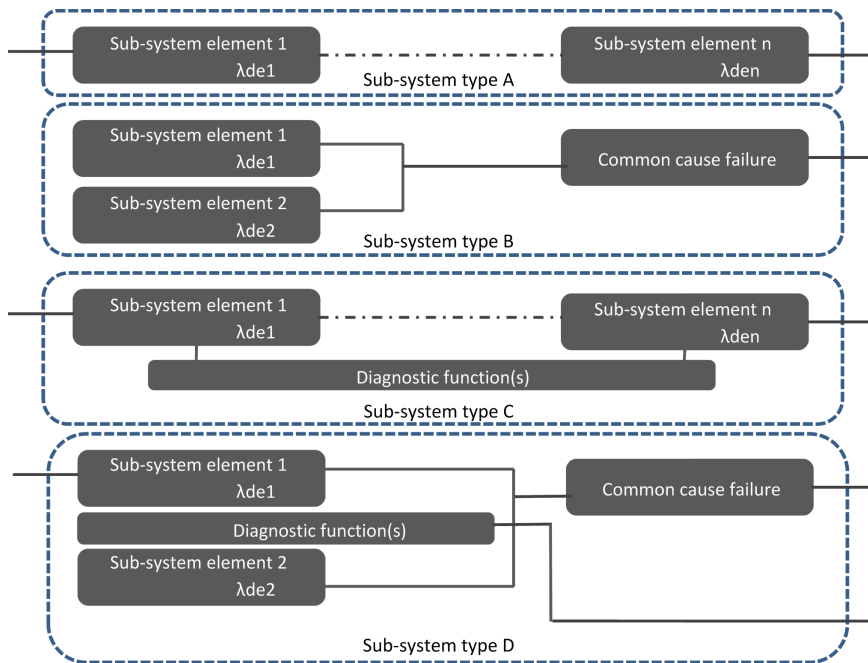 Sub-system element 1
λde1
Sub-system element n
λden
Sub-system type A
Sub-system element 1
λde1
Common cause failure
Sub-system element 2
λde2
Sub-system type B
Sub-system element 1
λde1
Sub-system element n
λden
Diagnostic function(s)
Sub-system type C
Sub-system element 1
λde1
Common cause failure
Diagnostic function(s)
Sub-system element 2
λde2
Sub-system type D